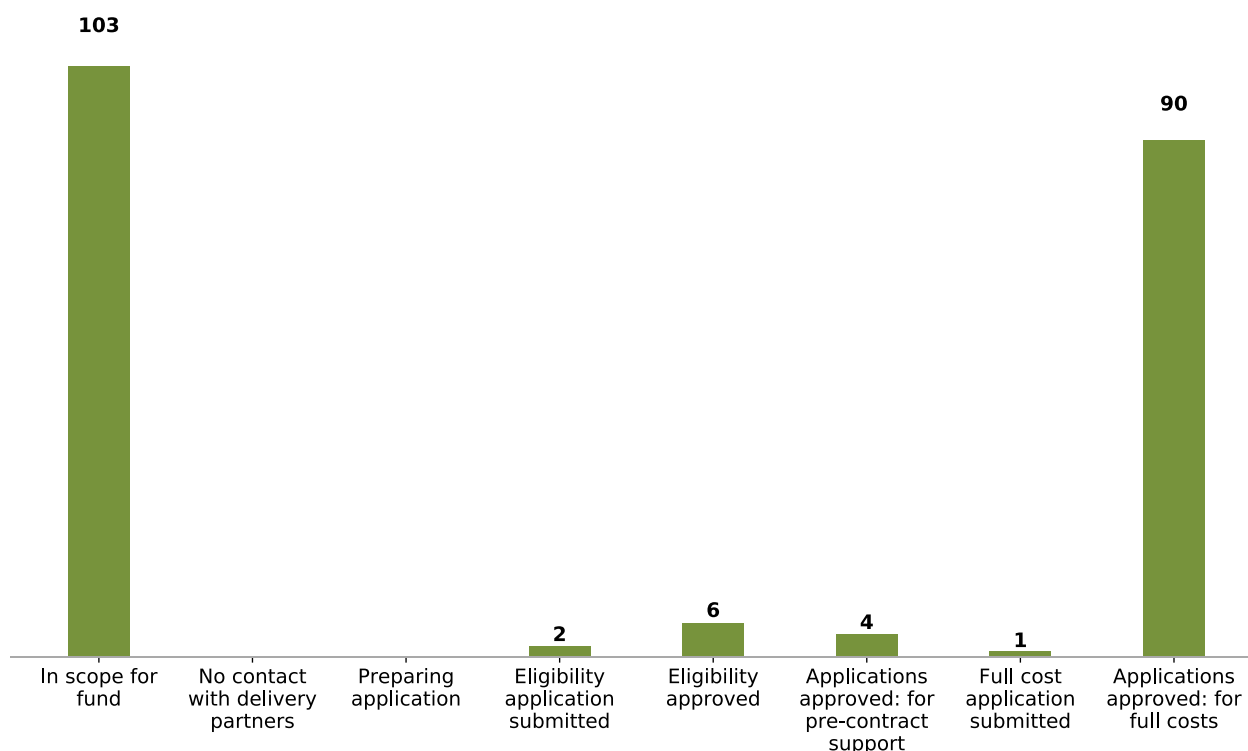 103
90
2
6
4
1
In scope for
fund
No contact
with delivery
partners
Preparing
application
Eligibility
application
submitted
Eligibility
approved
Applications
approved: for
pre-contract
support
Full cost
application
submitted
Applications
approved: for
full costs